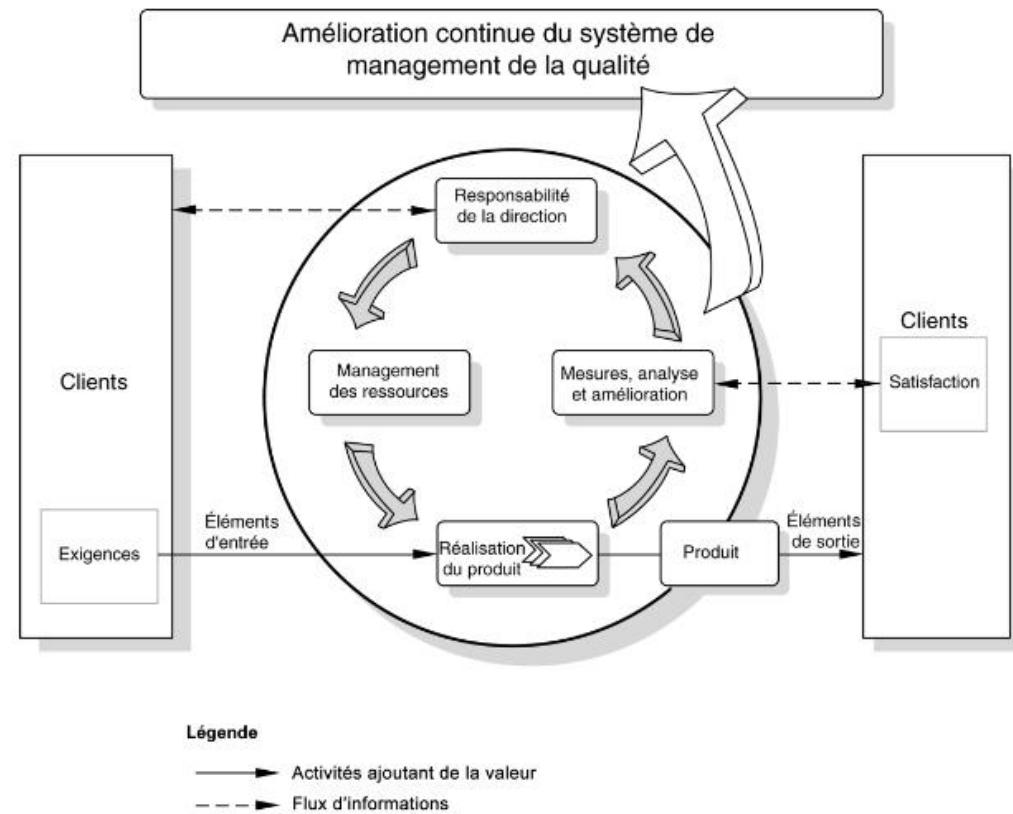 Amélioration continue du système de
management de la qualité
Responsabilité
de la direction
Clients
Management
des ressources
Mesures, analyse
et amélioration
Clients
Satisfaction
Exigences
Éléments
d'entrée
Réalisation
du produit
Produit
Éléments
de sortie
Légende
Activités ajoutant de la valeur
Flux d'informations